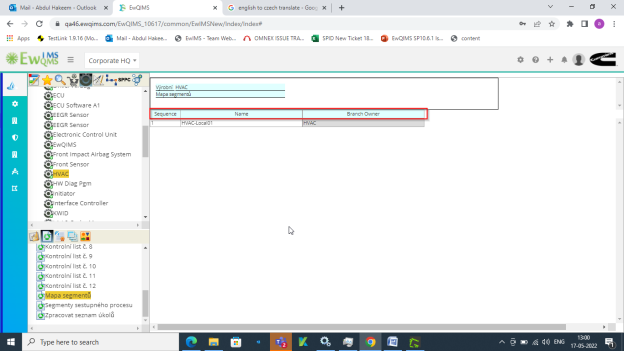 Mail - Abdul Hakeem - Outlook
EwQIMS
english to czech translate - Goo
qa46.ewqims.com/EwQIMS_10617/common/EwIMSNew/Index/Index#
Apps
TestLink 1.9.16 (Mo...
Mail - Abdul Hakee...
EwIMS - Team Web...
OMNEX ISSUE TRA...
SPID New Ticket 18...
EwQIMS SP10.6.1 Is...
content
Corporate HQ
SFPC
ECU
ECU Software A1
EEGR Sensor
EEGR Sensor
Electronic Control Unit
EwQIMS
Front Impact Airbag System
Front Sensor
HVAC
HW Diag Pgm
Initiator
Interface Controller
KWID
Kontrolní list č. 8
Kontrolní list č. 9
Kontrolní list č. 10
Kontrolní list č. 11
Kontrolní list č. 12
Mapa segmentů
Segmenty sestupného procesu
Zpracovat seznam úkolů
Výrobní HVAC
Mapa segmentů
Sequence Name Branch Owner
1 HVAC-Local01 HVAC
Type here to search
ENG
13:00
17-05-2022